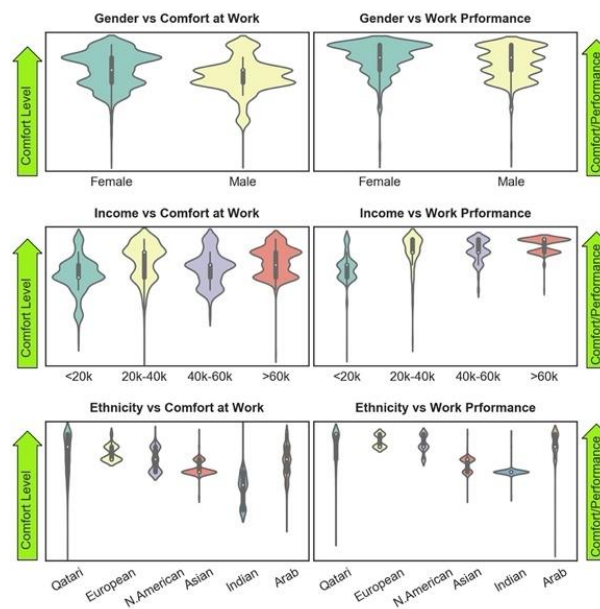 Gender vs Comfort at Work
Gender vs Work Prformance
Comfort Level
Comfort/Performance
Female
Male
Female
Male
Income vs Comfort at Work
Income vs Work Prformance
Comfort Level
Comfort/Performance
<20k
20k-40k
40k-60k
>60k
<20k
20k-40k
40k-60k
>60k
Ethnicity vs Comfort at Work
Ethnicity vs Work Prformance
Comfort Level
Comfort/Performance
Qatari
European
N.American
Asian
Indian
Arab
Qatari
European
N.American
Asian
Indian
Arab